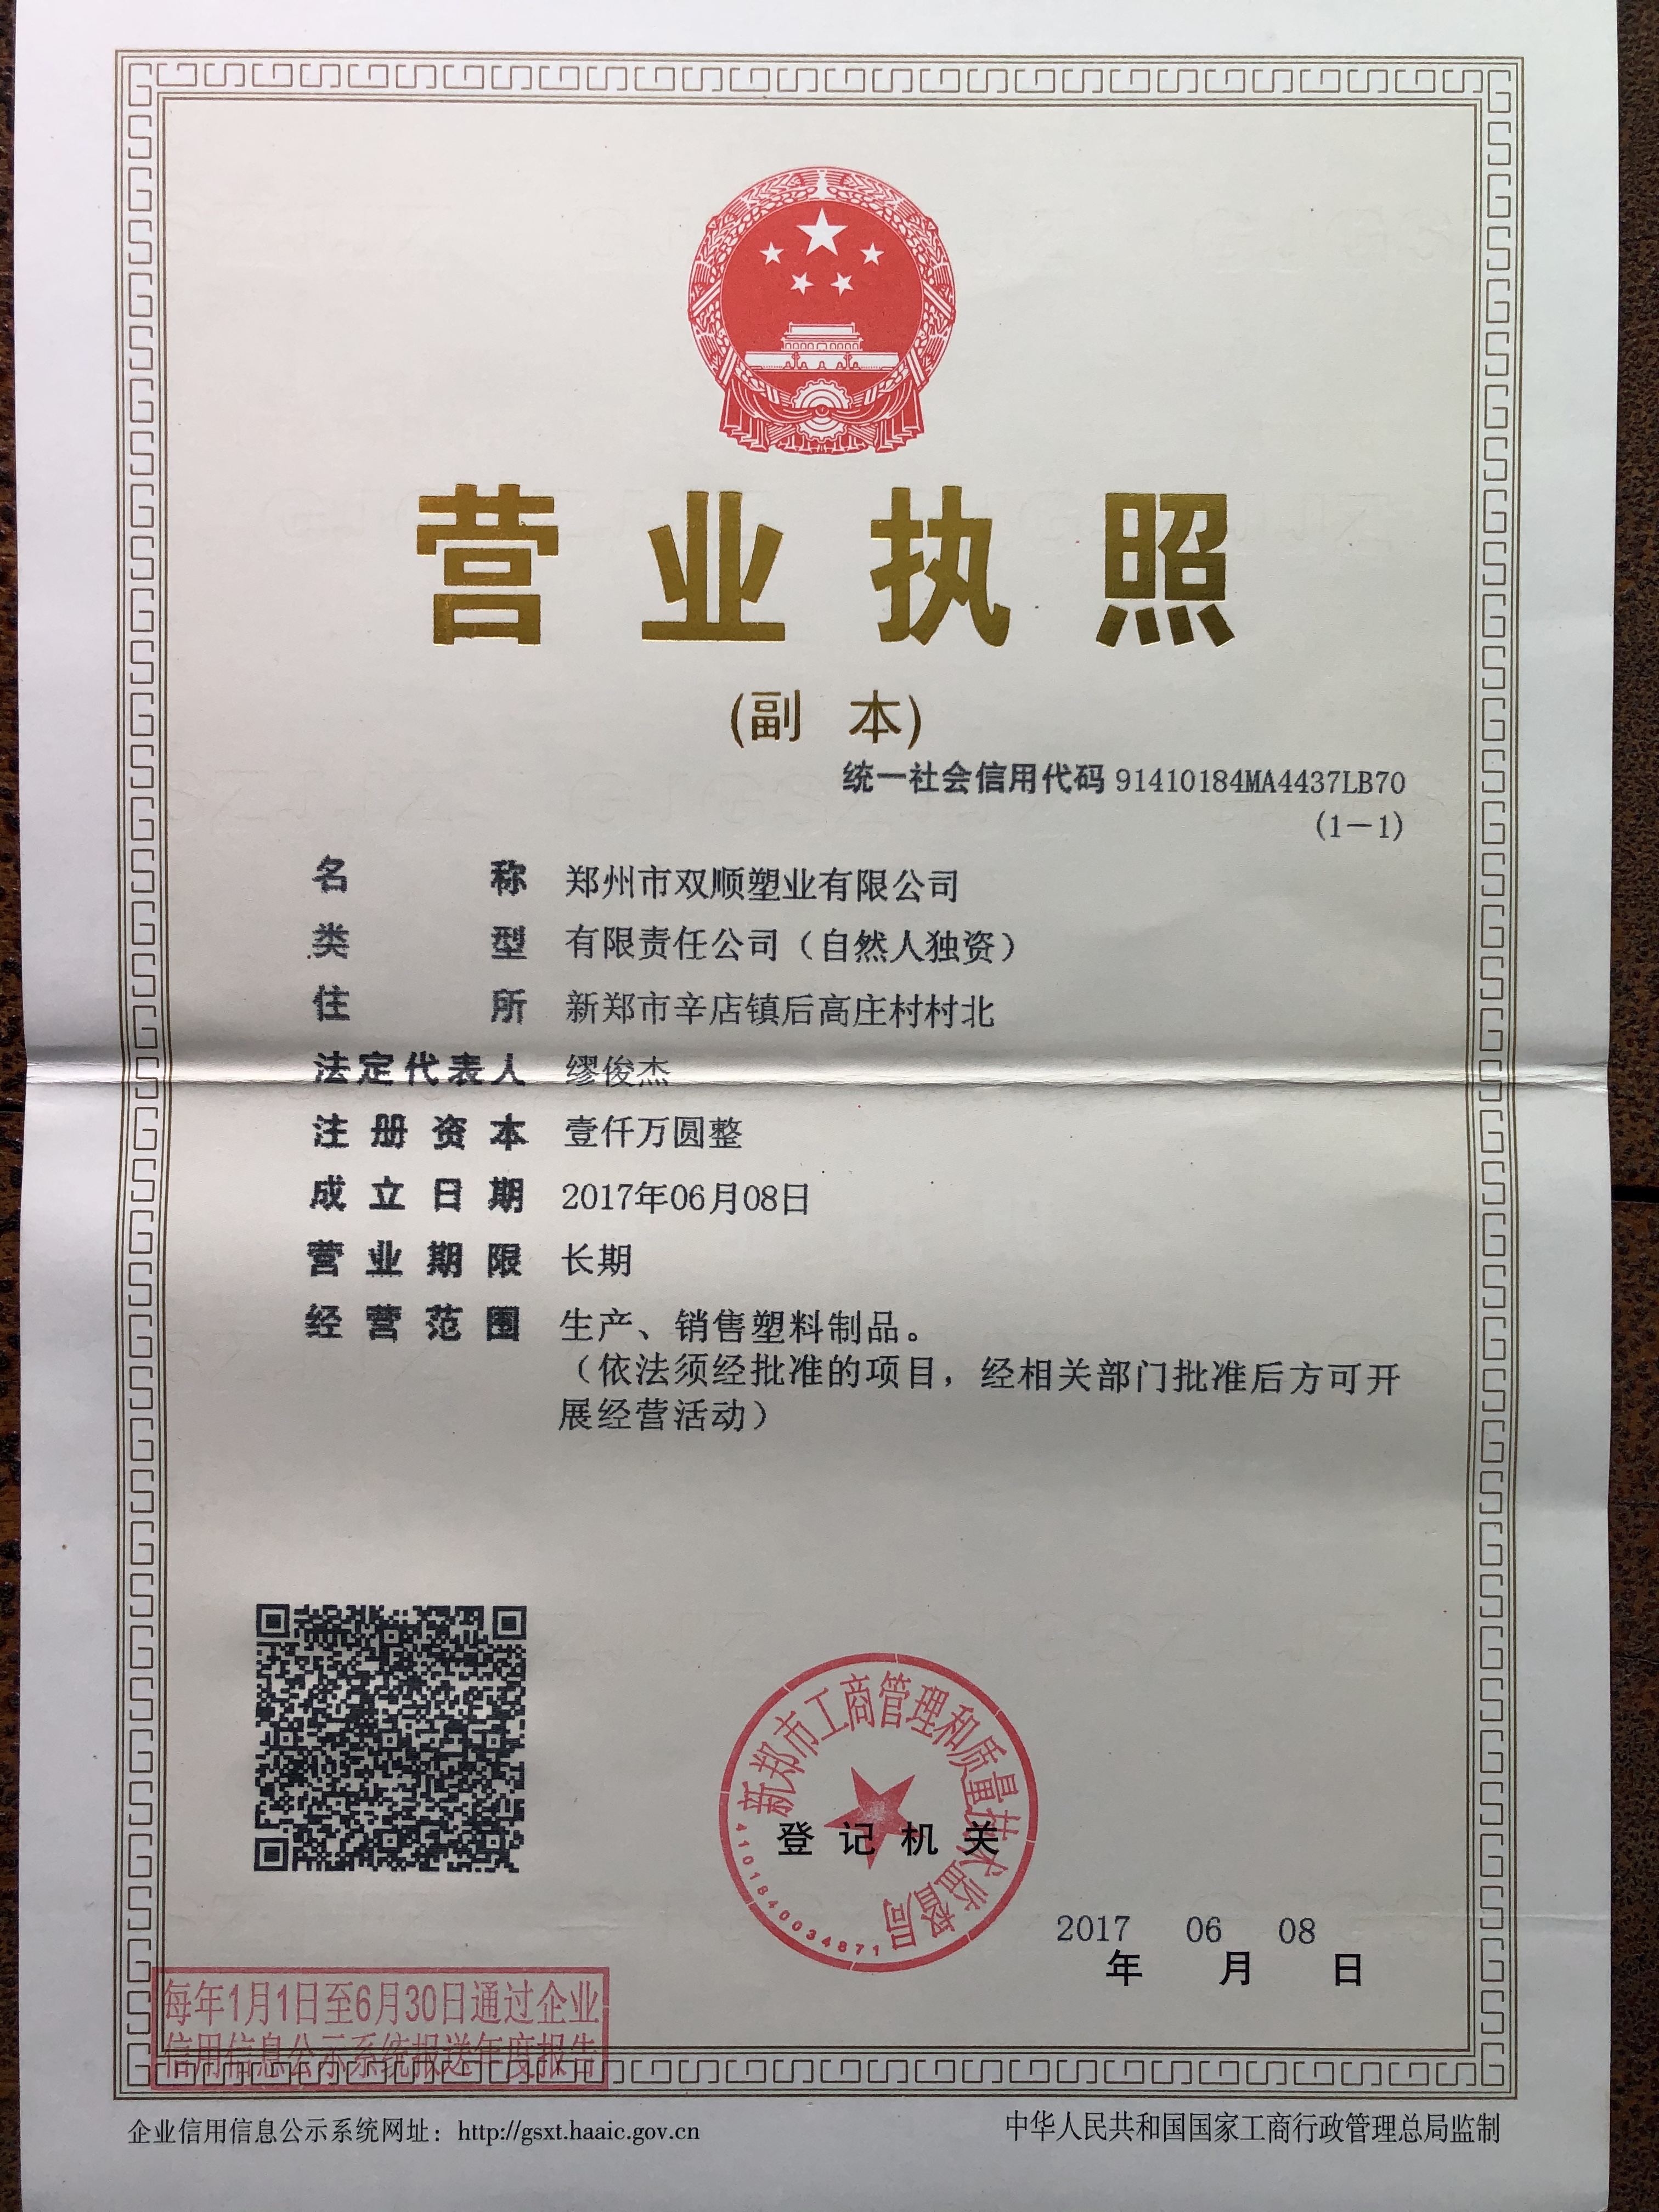 营业执照
(副 本)
统一社会信用代码 91410184MA4437LB70
(1-1)
名 称 郑州市双顺塑业有限公司
类 型 有限责任公司（自然人独资）
住 所 新郑市辛店镇后高庄村村北
法定代表人 缪俊杰
注册资本 壹仟万圆整
成立日期 2017年06月08日
营业期限 长期
经营范围 生产、销售塑料制品。
（依法须经批准的项目，经相关部门批准后方可开
展经营活动）
新郑市工商管理和质量技术监督局
登记机关
4101840034871
2017 06 08
年 月 日
每年1月1日至6月30日通过企业
信用信息公示系统报送年度报告
企业信用信息公示系统网址：http://gsxt.haaic.gov.cn
中华人民共和国国家工商行政管理总局监制